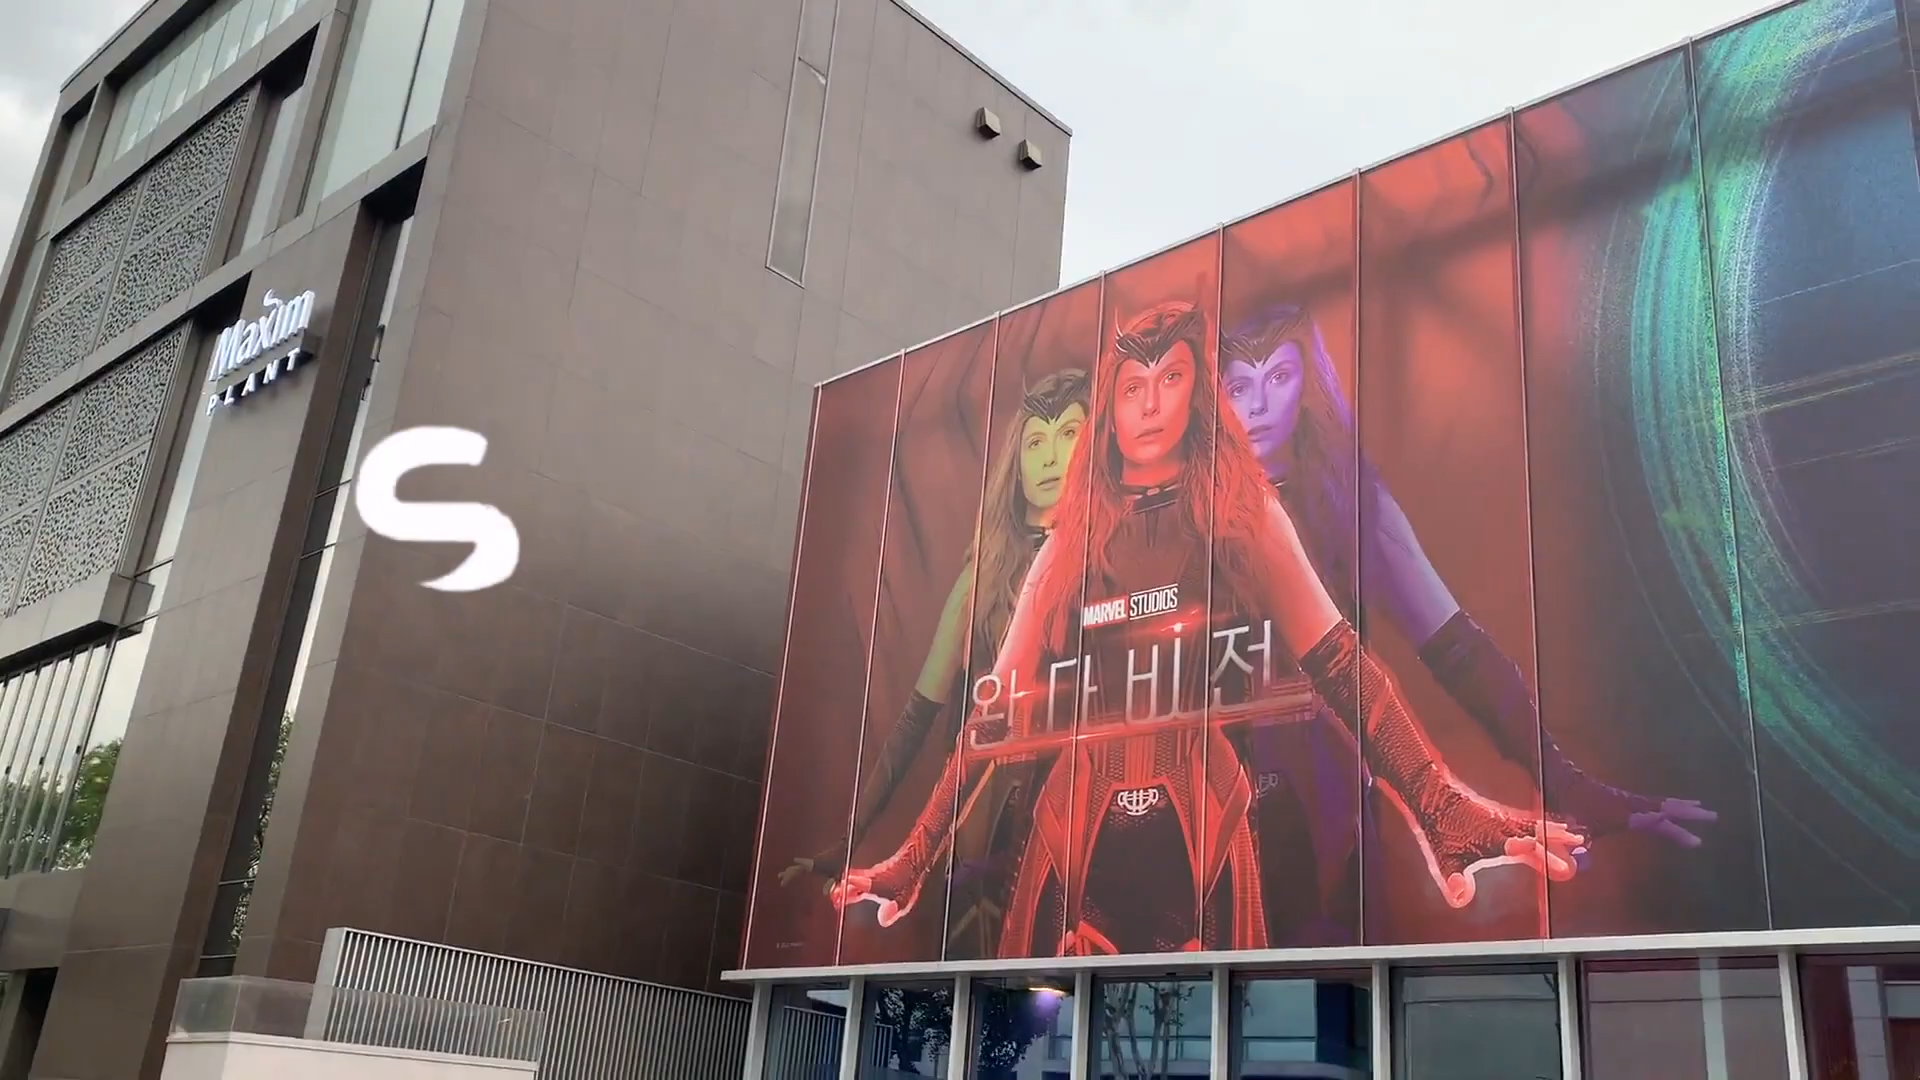 Maxim
PLANT
S
MARVEL STUDIOS
완다비전